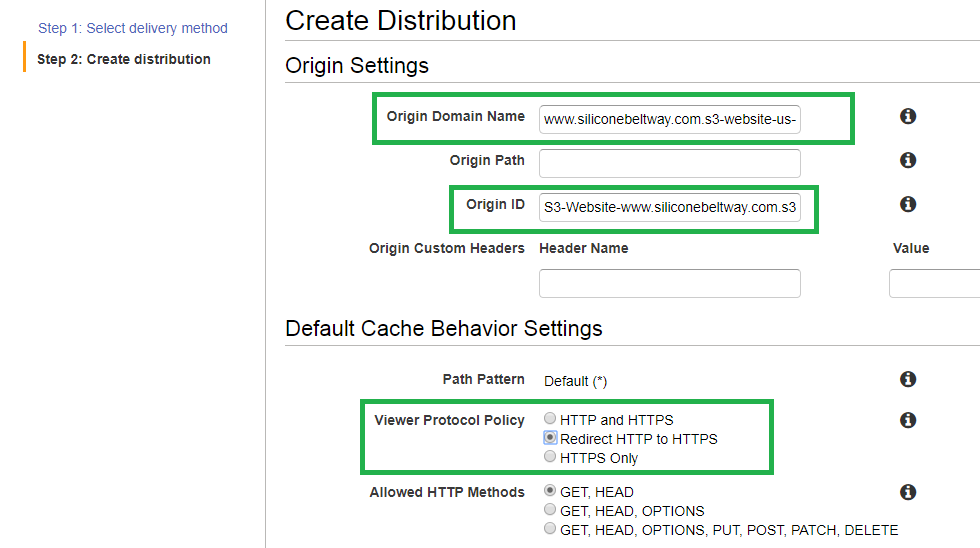 Step 1: Select delivery method
Step 2: Create distribution
Create Distribution
Origin Settings
Origin Domain Name www.siliconebeltway.com.s3-website-us-
Origin Path
Origin ID S3-Website-www.siliconebeltway.com.s3
Origin Custom Headers Header Name Value
Default Cache Behavior Settings
Path Pattern Default (*)
Viewer Protocol Policy HTTP and HTTPS
Redirect HTTP to HTTPS
HTTPS Only
Allowed HTTP Methods GET, HEAD
GET, HEAD, OPTIONS
GET, HEAD, OPTIONS, PUT, POST, PATCH, DELETE